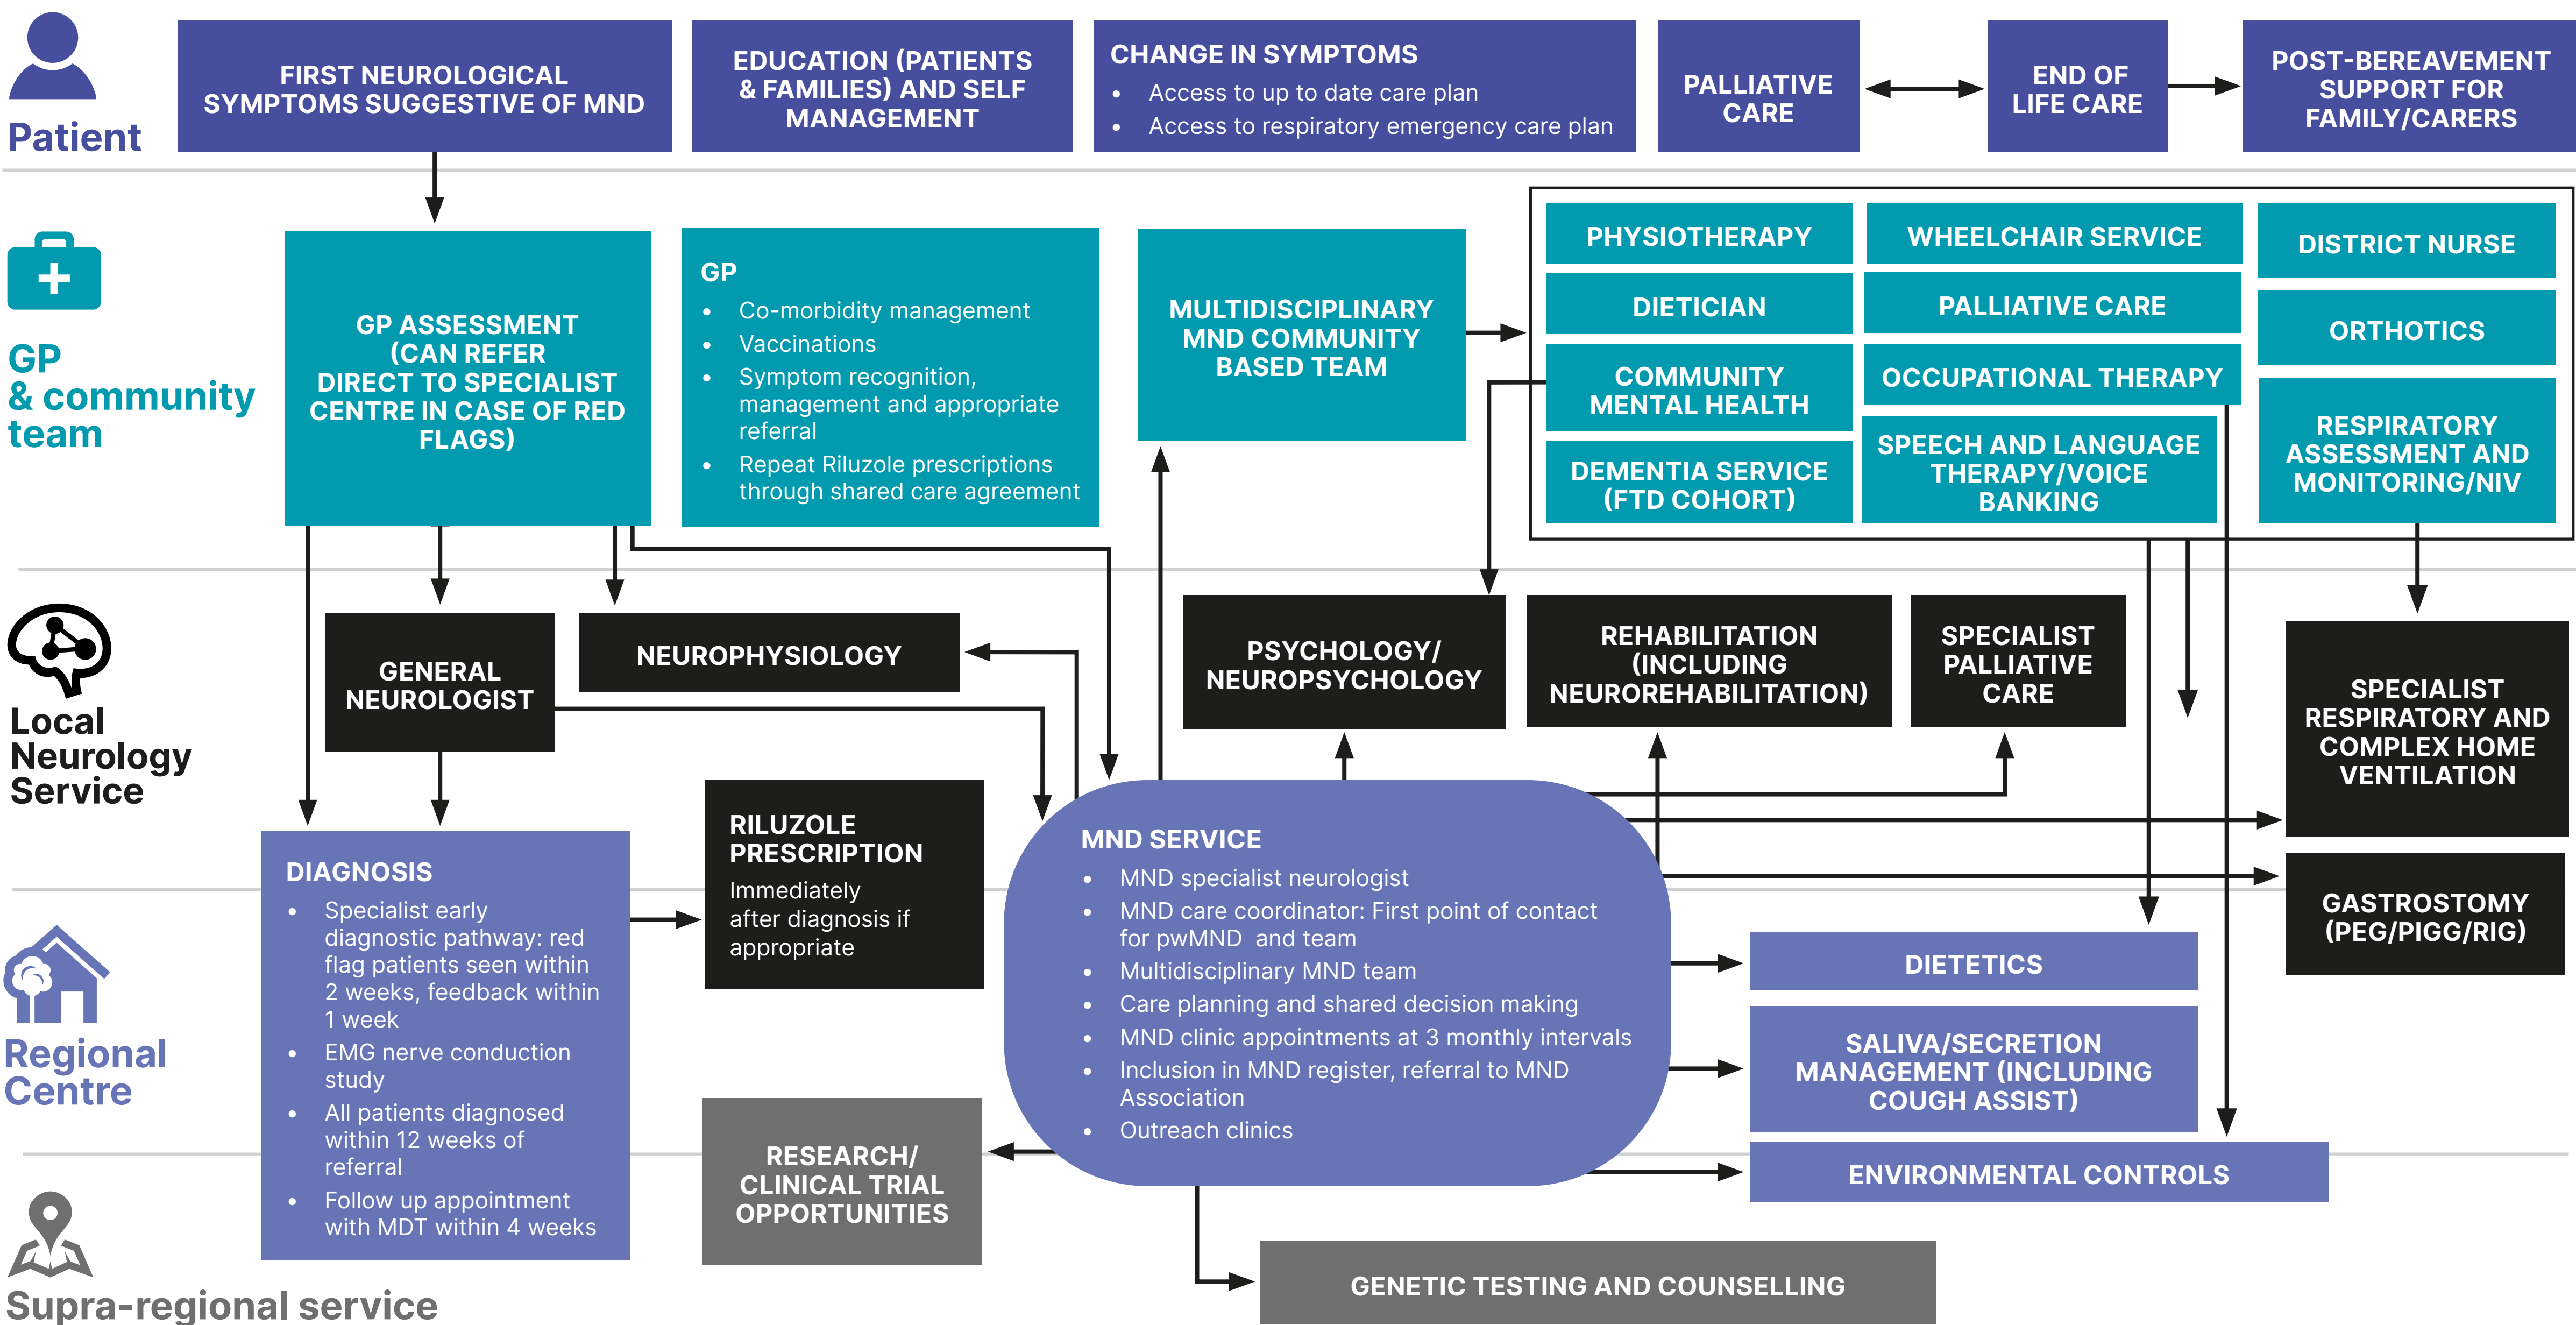 Patient
FIRST NEUROLOGICAL
SYMPTOMS SUGGESTIVE OF MND
EDUCATION (PATIENTS
& FAMILIES) AND SELF
MANAGEMENT
CHANGE IN SYMPTOMS
• Access to up to date care plan
• Access to respiratory emergency care plan
PALLIATIVE
CARE
END OF
LIFE CARE
POST-BEREAVEMENT
SUPPORT FOR
FAMILY/CARERS
GP
& community
team
GP ASSESSMENT
(CAN REFER
DIRECT TO SPECIALIST
CENTRE IN CASE OF RED
FLAGS)
GP
• Co-morbidity management
• Vaccinations
• Symptom recognition,
management and appropriate
referral
• Repeat Riluzole prescriptions
through shared care agreement
MULTIDISCIPLINARY
MND COMMUNITY
BASED TEAM
PHYSIOTHERAPY
DIETICIAN
COMMUNITY
MENTAL HEALTH
DEMENTIA SERVICE
(FTD COHORT)
WHEELCHAIR SERVICE
PALLIATIVE CARE
OCCUPATIONAL THERAPY
SPEECH AND LANGUAGE
THERAPY/VOICE
BANKING
DISTRICT NURSE
ORTHOTICS
RESPIRATORY
ASSESSMENT AND
MONITORING/NIV
Local
Neurology
Service
GENERAL
NEUROLOGIST
NEUROPHYSIOLOGY
PSYCHOLOGY/
NEUROPSYCHOLOGY
REHABILITATION
(INCLUDING
NEUROREHABILITATION)
SPECIALIST
PALLIATIVE
CARE
SPECIALIST
RESPIRATORY AND
COMPLEX HOME
VENTILATION
RILUZOLE
PRESCRIPTION
Immediately
after diagnosis if
appropriate
GASTROSTOMY
(PEG/PIGG/RIG)
Regional
Centre
DIAGNOSIS
• Specialist early
diagnostic pathway: red
flag patients seen within
2 weeks, feedback within
1 week
• EMG nerve conduction
study
• All patients diagnosed
within 12 weeks of
referral
• Follow up appointment
with MDT within 4 weeks
MND SERVICE
• MND specialist neurologist
• MND care coordinator: First point of contact
for pwMND and team
• Multidisciplinary MND team
• Care planning and shared decision making
• MND clinic appointments at 3 monthly intervals
• Inclusion in MND register, referral to MND
Association
• Outreach clinics
DIETETICS
SALIVA/SECRETION
MANAGEMENT (INCLUDING
COUGH ASSIST)
ENVIRONMENTAL CONTROLS
Supra-regional service
RESEARCH/
CLINICAL TRIAL
OPPORTUNITIES
GENETIC TESTING AND COUNSELLING